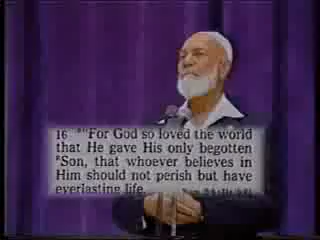 16 "For God so loved the world
that He gave His only begotten
Son, that whoever believes in
Him should not perish but have
everlasting life.